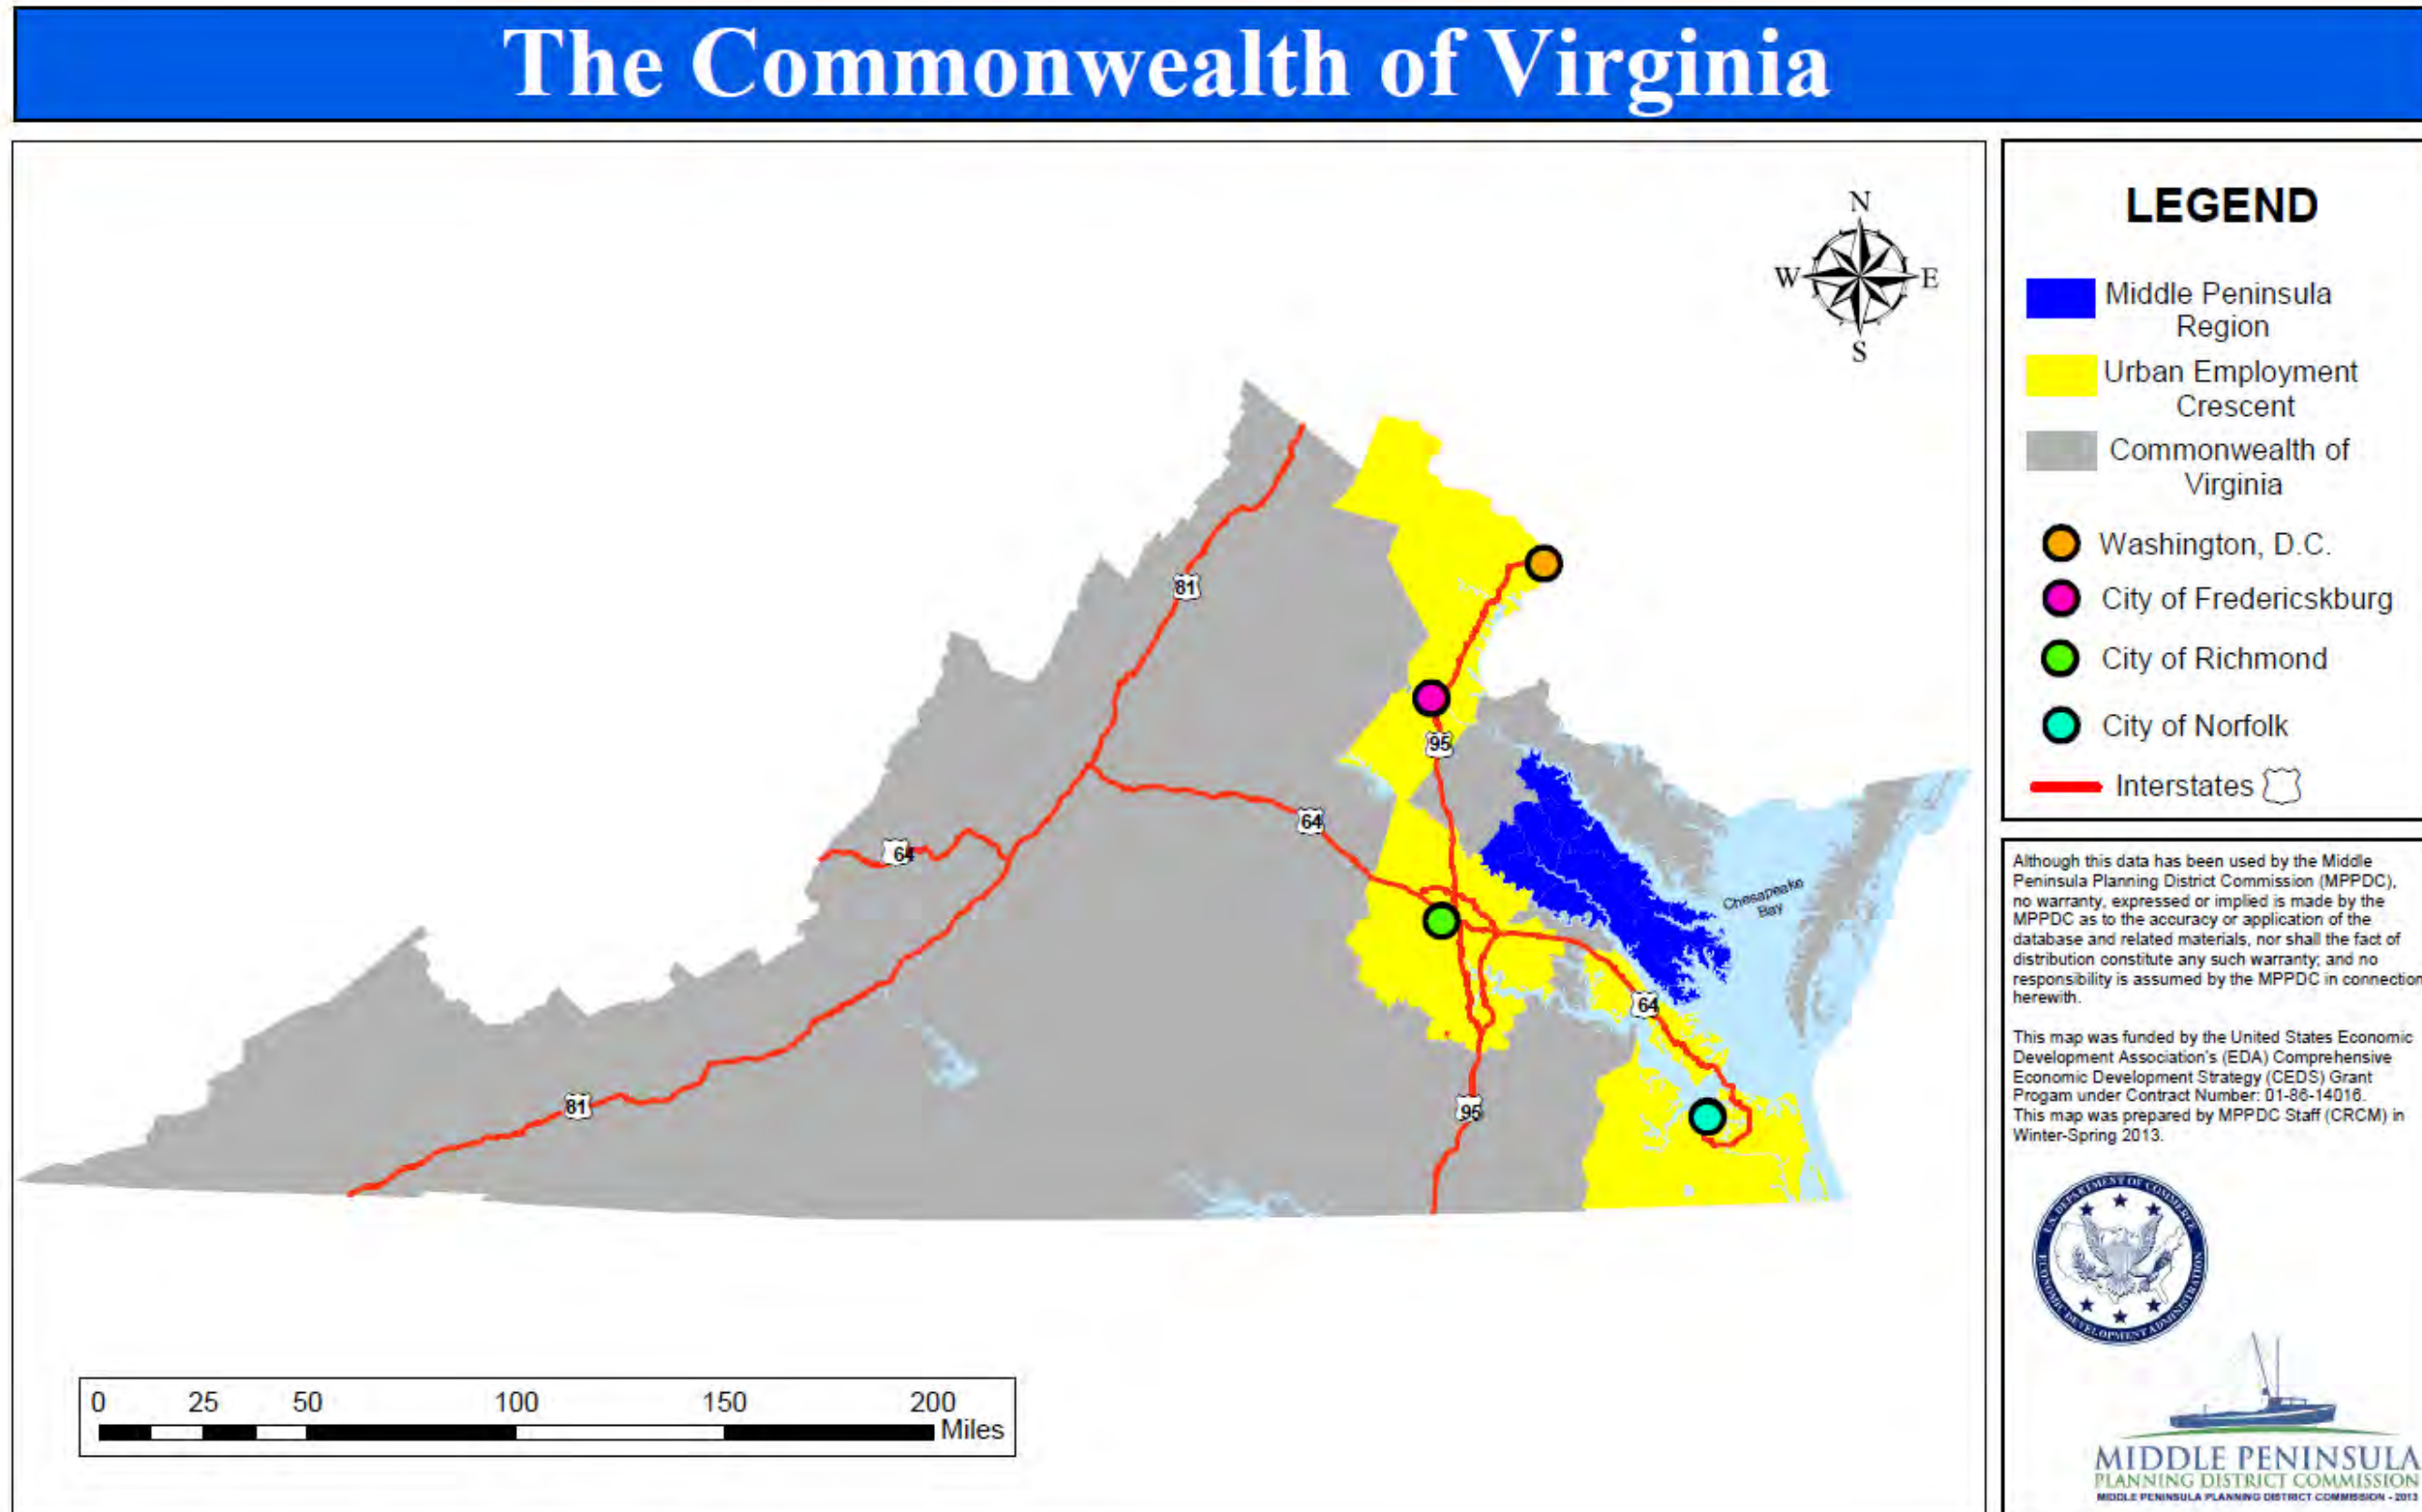 The Commonwealth of Virginia
N
W
E
S
81
95
64
64
Chesapeake
Bay
64
81
95
0 25 50 100 150 200
Miles
LEGEND
Middle Peninsula
Region
Urban Employment
Crescent
Commonwealth of
Virginia
Washington, D.C.
City of Fredericskburg
City of Richmond
City of Norfolk
Interstates
Although this data has been used by the Middle
Peninsula Planning District Commission (MPPDC),
no warranty, expressed or implied is made by the
MPPDC as to the accuracy or application of the
database and related materials, nor shall the fact of
distribution constitute any such warranty; and no
responsibility is assumed by the MPPDC in connection
herewith.
This map was funded by the United States Economic
Development Association's (EDA) Comprehensive
Economic Development Strategy (CEDS) Grant
Progam under Contract Number: 01-86-14016.
This map was prepared by MPPDC Staff (CRCM) in
Winter-Spring 2013.
U.S. DEPARTMENT OF COMMERCE
ECONOMIC DEVELOPMENT ADMINISTRATION
MIDDLE PENINSULA
PLANNING DISTRICT COMMISSION
MIDDLE PENINSULA PLANNING DISTRICT COMMISSION - 2013